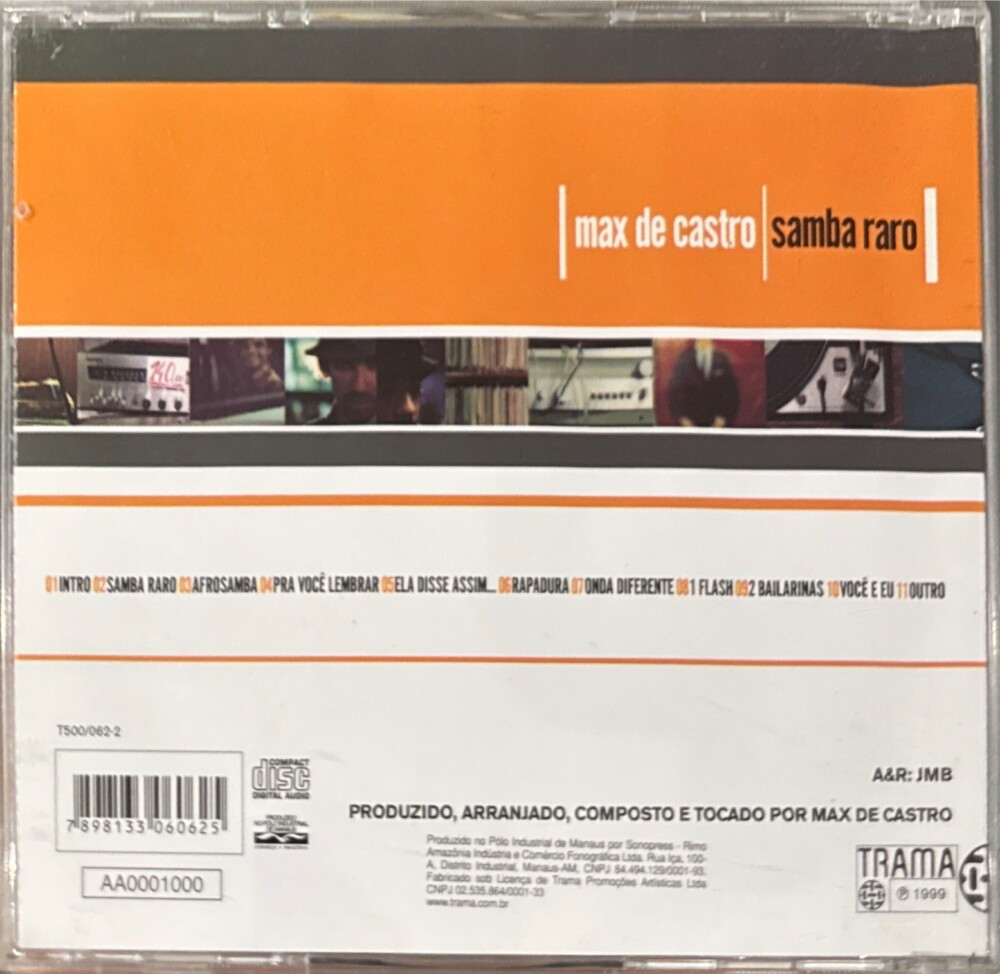 max de castro samba raro
140
01 INTRO 02 SAMBA RARO 03 AFROSAMBA 04 PRA VOCÊ LEMBRAR 05 ELA DISSE ASSIM... 06 RAPADURA 07 ONDA DIFERENTE 08 1 FLASH 09 2 BAILARINAS 10 VOCÊ E EU 11 OUTRO
T500/062-2
7 898133 060625
COMPACT
disc
DIGITAL AUDIO
AA0001000
A&R: JMB
PRODUZIDO, ARRANJADO, COMPOSTO E TOCADO POR MAX DE CASTRO
Produzido no Pólo Industrial de Manaus por Sonopress - Rimo
Amazônia Indústria e Comércio Fonográfica Ltda. Rua Iça, 100-
A, Distrito Industrial, Manaus-AM, CNPJ 54.494.129/0001-93.
Fabricado sob Licença de Trama Promoções Artísticas Ltda
CNPJ 02.535.864/0001-33
www.trama.com.br
TRAMA
℗ 1999